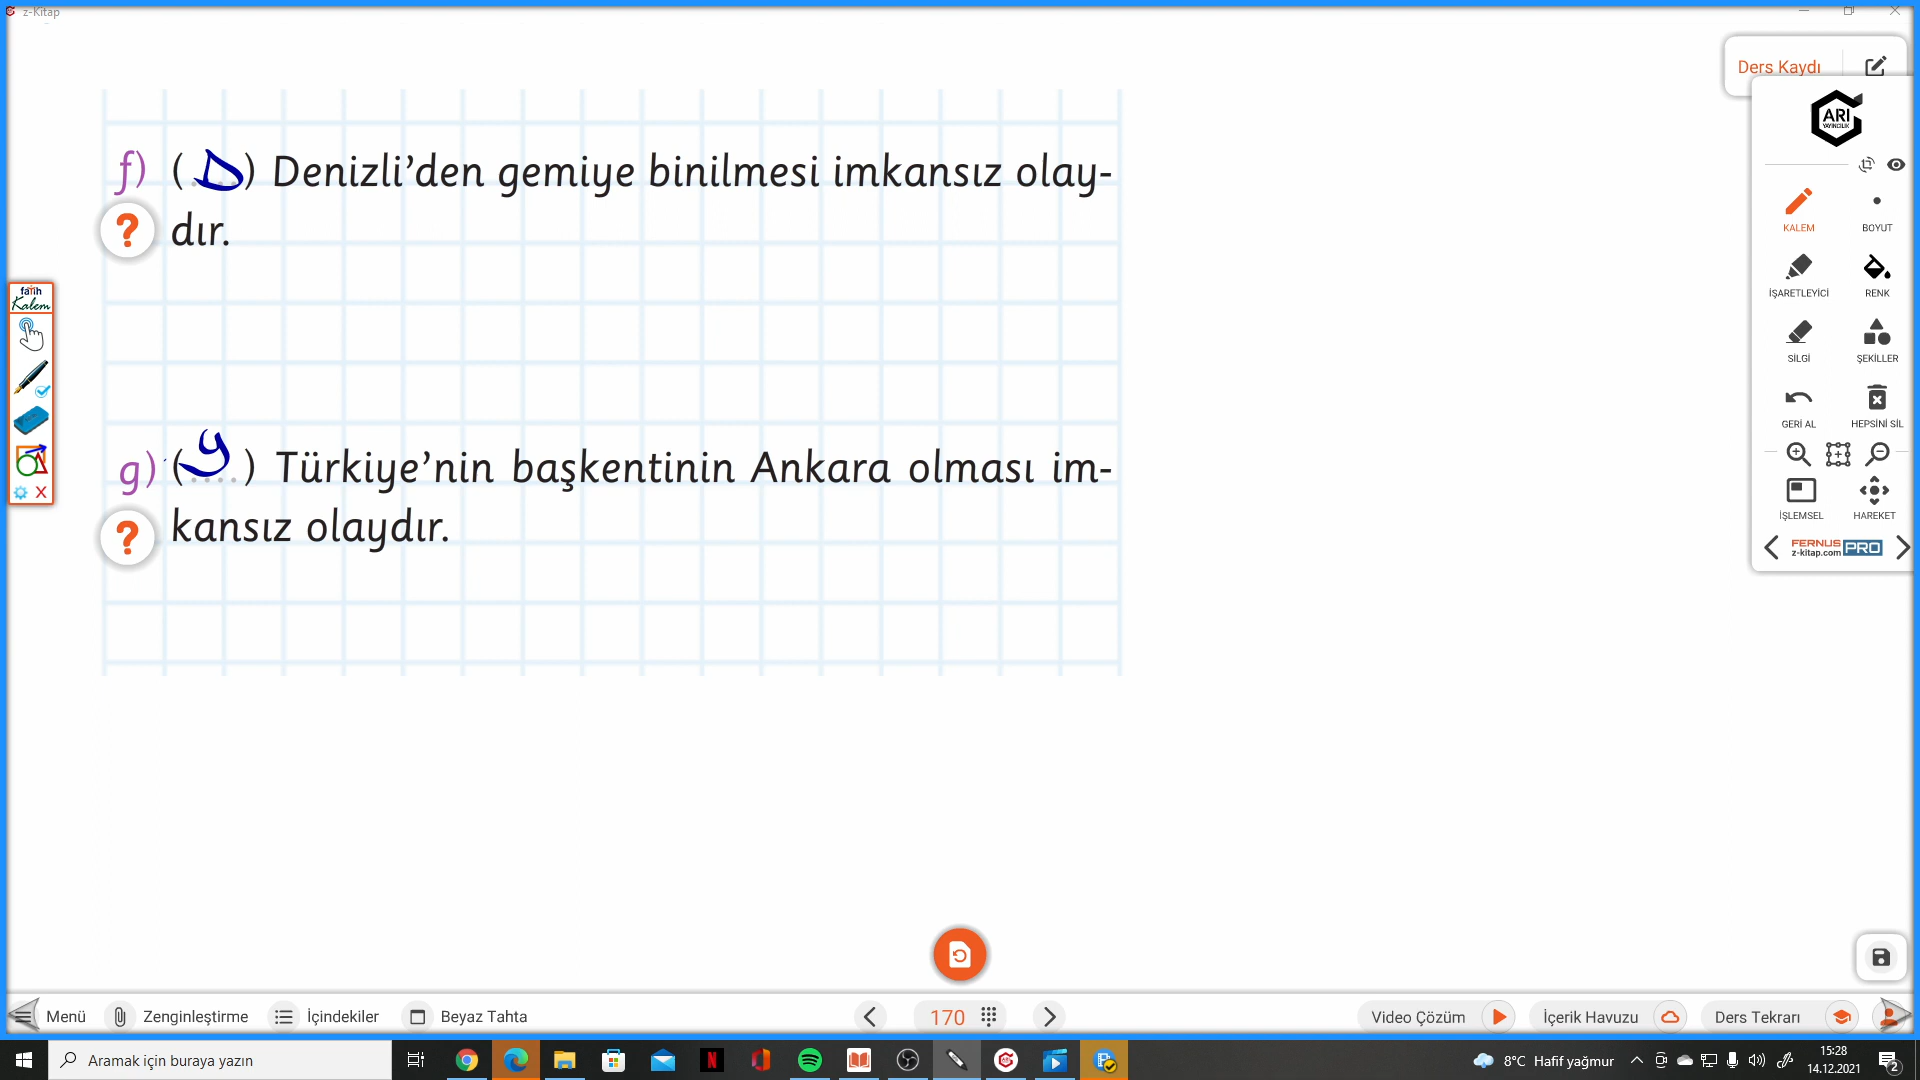 z-Kitap
Ders Kaydı
ARI
YAYINCILIK
f) (D) Denizli’den gemiye binilmesi imkansız olay-
dır.
g) (y) Türkiye’nin başkentinin Ankara olması im-
kansız olaydır.
fatih
Kalem
KALEM
BOYUT
İŞARETLEYİCİ
RENK
SİLGİ
ŞEKİLLER
GERİ AL
HEPSİNİ SİL
İŞLEMSEL
HAREKET
FERNUS
z-kitap.com PRO
Menü
Zenginleştirme
İçindekiler
Beyaz Tahta
170
Video Çözüm
İçerik Havuzu
Ders Tekrarı
Aramak için buraya yazın
8°C Hafif yağmur
15:28
14.12.2021
2